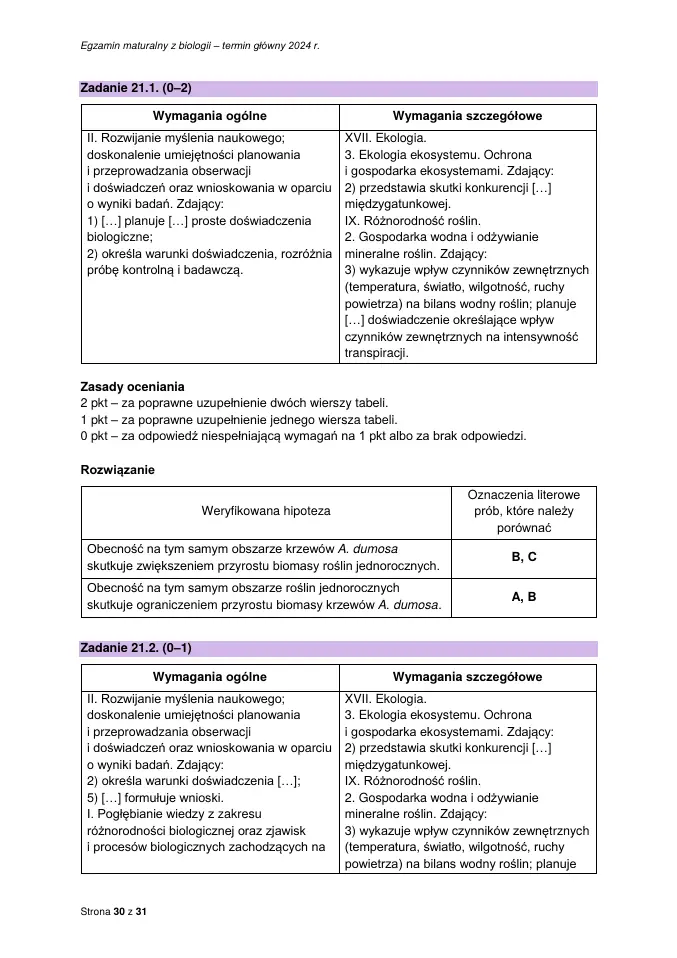 Egzamin maturalny z biologii – termin główny 2024 r.
Zadanie 21.1. (0–2)
Wymagania ogólne
Wymagania szczegółowe
II. Rozwijanie myślenia naukowego;
doskonalenie umiejętności planowania
i przeprowadzania obserwacji
i doświadczeń oraz wnioskowania w oparciu
o wyniki badań. Zdający:
1) […] planuje […] proste doświadczenia
biologiczne;
2) określa warunki doświadczenia, rozróżnia
próbę kontrolną i badawczą.
XVII. Ekologia.
3. Ekologia ekosystemu. Ochrona
i gospodarka ekosystemami. Zdający:
2) przedstawia skutki konkurencji […]
międzygatunkowej.
IX. Różnorodność roślin.
2. Gospodarka wodna i odżywianie
mineralne roślin. Zdający:
3) wykazuje wpływ czynników zewnętrznych
(temperatura, światło, wilgotność, ruchy
powietrza) na bilans wodny roślin; planuje
[…] doświadczenie określające wpływ
czynników zewnętrznych na intensywność
transpiracji.
Zasady oceniania
2 pkt – za poprawne uzupełnienie dwóch wierszy tabeli.
1 pkt – za poprawne uzupełnienie jednego wiersza tabeli.
0 pkt – za odpowiedź niespełniającą wymagań na 1 pkt albo za brak odpowiedzi.
Rozwiązanie
Weryfikowana hipoteza
Oznaczenia literowe
prób, które należy
porównać
Obecność na tym samym obszarze krzewów A. dumosa
skutkuje zwiększeniem przyrostu biomasy roślin jednorocznych.
B, C
Obecność na tym samym obszarze roślin jednorocznych
skutkuje ograniczeniem przyrostu biomasy krzewów A. dumosa.
A, B
Zadanie 21.2. (0–1)
Wymagania ogólne
Wymagania szczegółowe
II. Rozwijanie myślenia naukowego;
doskonalenie umiejętności planowania
i przeprowadzania obserwacji
i doświadczeń oraz wnioskowania w oparciu
o wyniki badań. Zdający:
2) określa warunki doświadczenia […];
5) […] formułuje wnioski.
I. Pogłębianie wiedzy z zakresu
różnorodności biologicznej oraz zjawisk
i procesów biologicznych zachodzących na
XVII. Ekologia.
3. Ekologia ekosystemu. Ochrona
i gospodarka ekosystemami. Zdający:
2) przedstawia skutki konkurencji […]
międzygatunkowej.
IX. Różnorodność roślin.
2. Gospodarka wodna i odżywianie
mineralne roślin. Zdający:
3) wykazuje wpływ czynników zewnętrznych
(temperatura, światło, wilgotność, ruchy
powietrza) na bilans wodny roślin; planuje
Strona 30 z 31